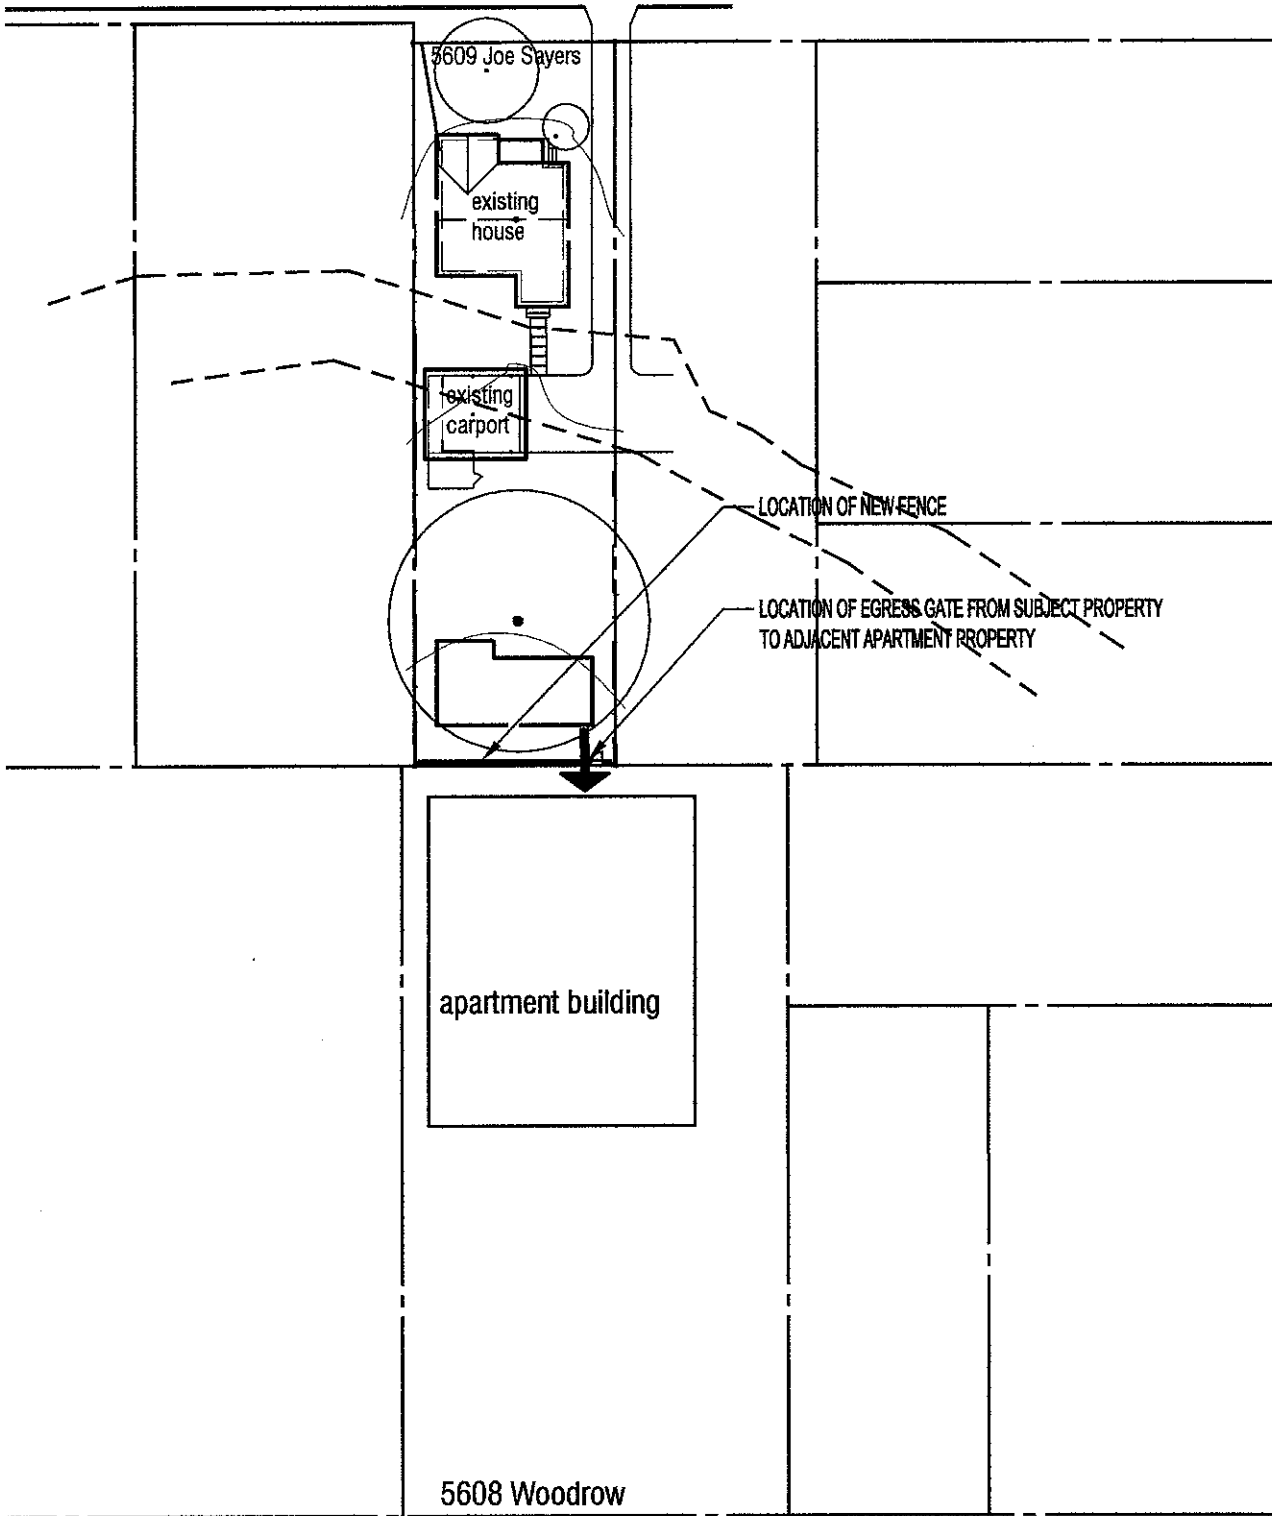 5609 Joe Sayers
existing
house
existing
carport
LOCATION OF NEW FENCE
LOCATION OF EGRESS GATE FROM SUBJECT PROPERTY
TO ADJACENT APARTMENT PROPERTY
apartment building
5608 Woodrow